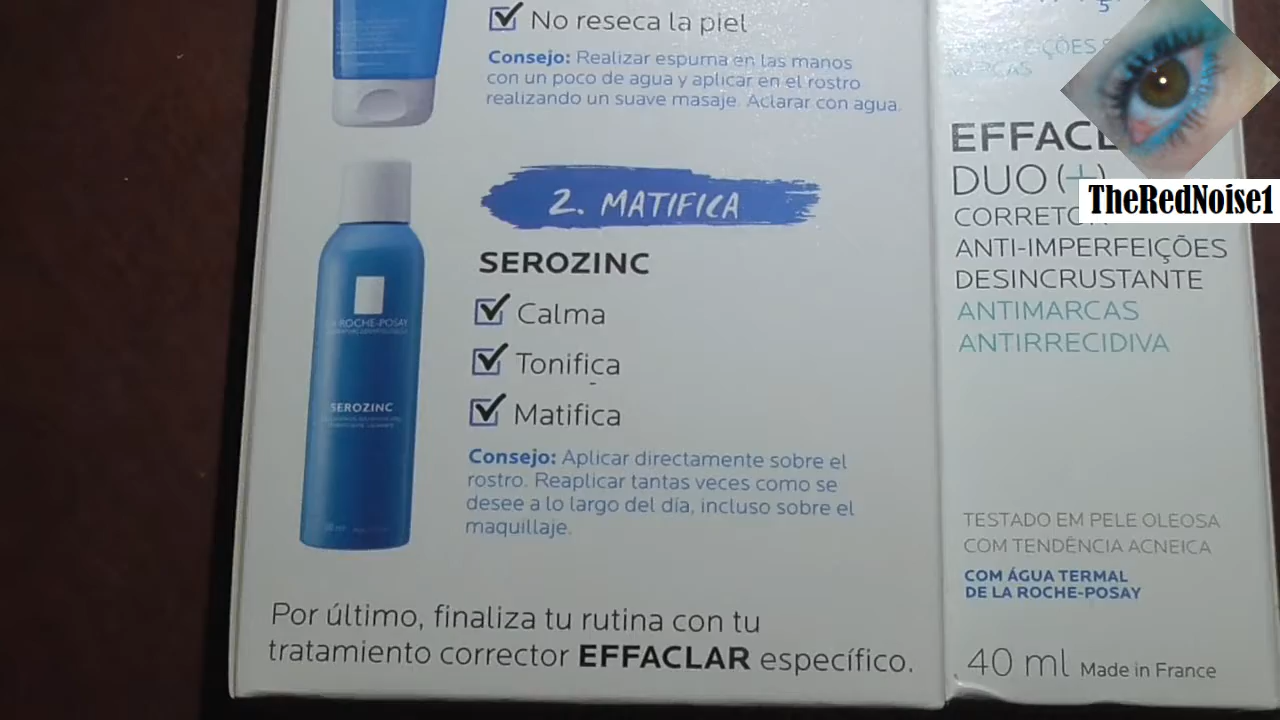 No reseca la piel
Consejo: Realizar espuma en las manos
con un poco de agua y aplicar en el rostro
realizando un suave masaje. Aclarar con agua.
2. MATIFICA
SEROZINC
Calma
Tonifica
Matifica
Consejo: Aplicar directamente sobre el
rostro. Reaplicar tantas veces como se
desee a lo largo del día, incluso sobre el
maquillaje.
Por último, finaliza tu rutina con tu
tratamiento corrector EFFACLAR específico.
ROCHE-POSAY
SEROZINC
MARCAS
EFFACL
DUO (+)
CORRETO
ANTI-IMPERFEIÇÕES
DESINCRUSTANTE
ANTIMARCAS
ANTIRRECIDIVA
TESTADO EM PELE OLEOSA
COM TENDÊNCIA ACNEICA
COM ÁGUA TERMAL
DE LA ROCHE-POSAY
40 ml Made in France
TheRedNoise1